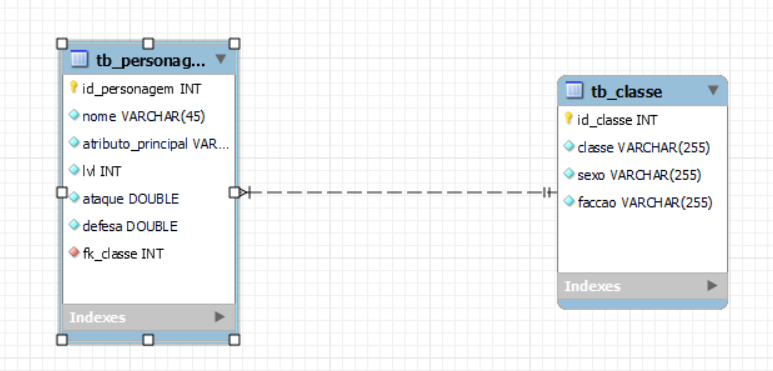 tb_personag...
id_personagem INT
nome VARCHAR(45)
atributo_principal VAR...
lvl INT
ataque DOUBLE
defesa DOUBLE
fk_classe INT
Indexes
tb_classe
id_classe INT
classe VARCHAR(255)
sexo VARCHAR(255)
faccao VARCHAR(255)
Indexes